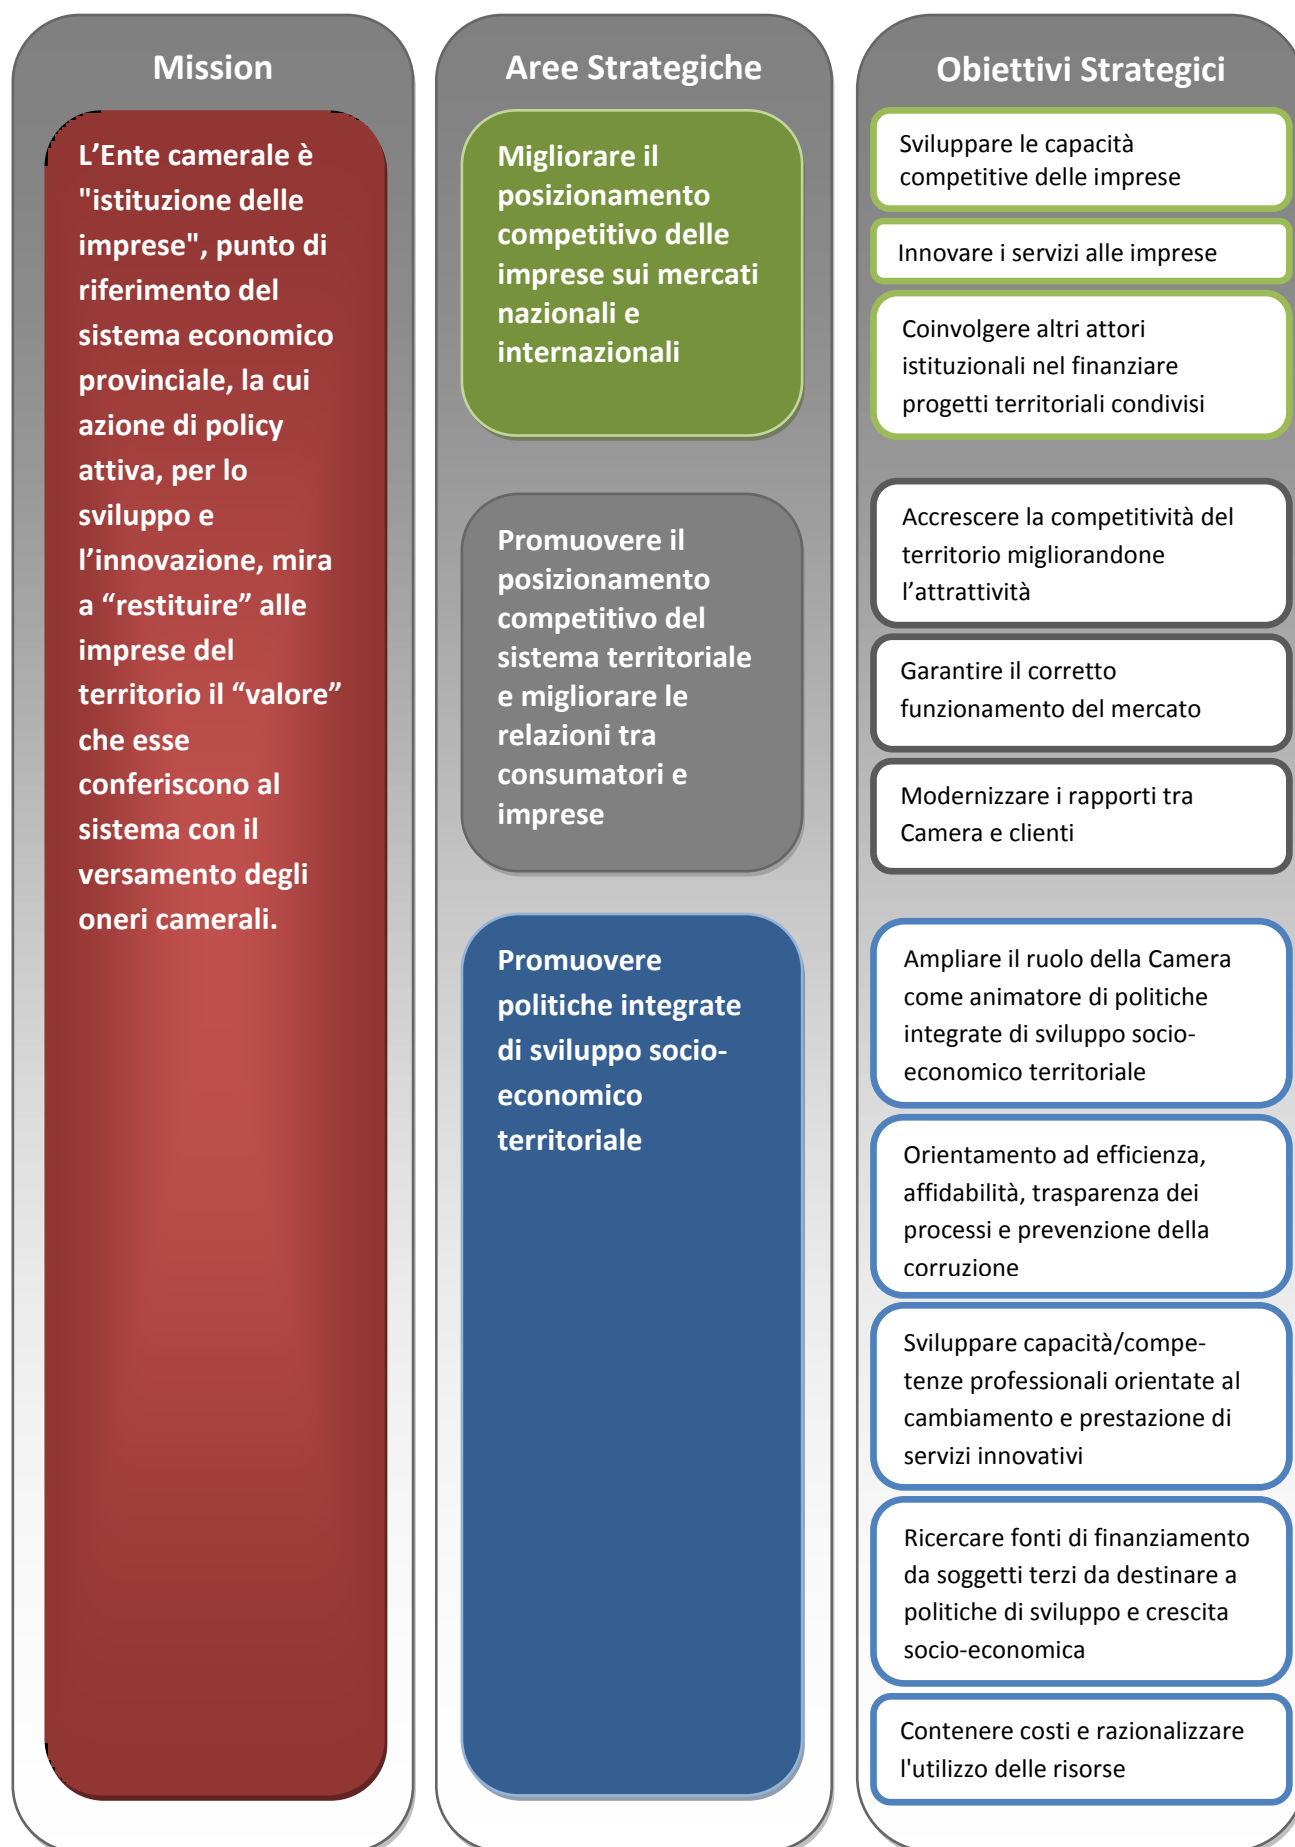 Mission
L’Ente camerale è
"istituzione delle
imprese", punto di
riferimento del
sistema economico
provinciale, la cui
azione di policy
attiva, per lo
sviluppo e
l’innovazione, mira
a “restituire” alle
imprese del
territorio il “valore”
che esse
conferiscono al
sistema con il
versamento degli
oneri camerali.
Aree Strategiche
Migliorare il
posizionamento
competitivo delle
imprese sui mercati
nazionali e
internazionali
Promuovere il
posizionamento
competitivo del
sistema territoriale
e migliorare le
relazioni tra
consumatori e
imprese
Promuovere
politiche integrate
di sviluppo socio-
economico
territoriale
Obiettivi Strategici
Sviluppare le capacità
competitive delle imprese
Innovare i servizi alle imprese
Coinvolgere altri attori
istituzionali nel finanziare
progetti territoriali condivisi
Accrescere la competitività del
territorio migliorandone
l’attrattività
Garantire il corretto
funzionamento del mercato
Modernizzare i rapporti tra
Camera e clienti
Ampliare il ruolo della Camera
come animatore di politiche
integrate di sviluppo socio-
economico territoriale
Orientamento ad efficienza,
affidabilità, trasparenza dei
processi e prevenzione della
corruzione
Sviluppare capacità/compe-
tenze professionali orientate al
cambiamento e prestazione di
servizi innovativi
Ricercare fonti di finanziamento
da soggetti terzi da destinare a
politiche di sviluppo e crescita
socio-economica
Contenere costi e razionalizzare
l'utilizzo delle risorse